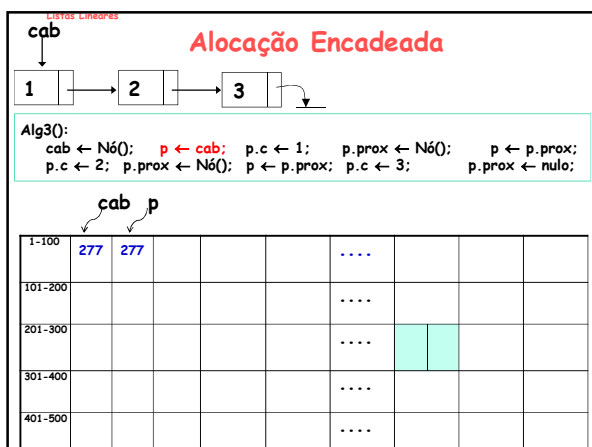 Listas Lineares
cab
Alocação Encadeada
1 2 3
Alg3():
cab ← Nó(); p ← cab; p.c ← 1; p.prox ← Nó(); p ← p.prox;
p.c ← 2; p.prox ← Nó(); p ← p.prox; p.c ← 3; p.prox ← nulo;
cab p
1-100 277 277 ....
101-200 ....
201-300 ....
301-400 ....
401-500 ....